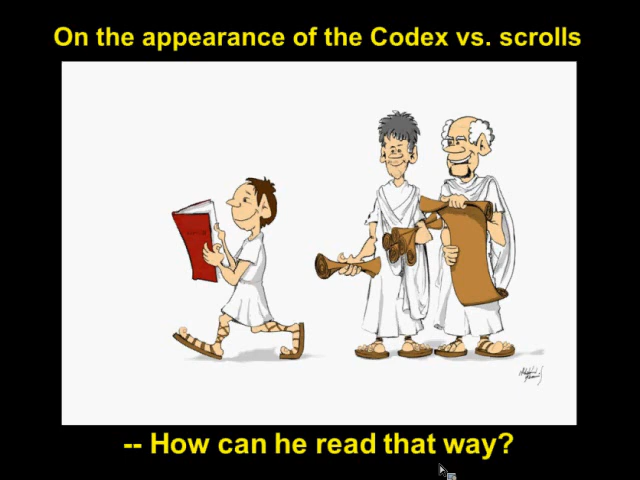 On the appearance of the Codex vs. scrolls
-- How can he read that way?